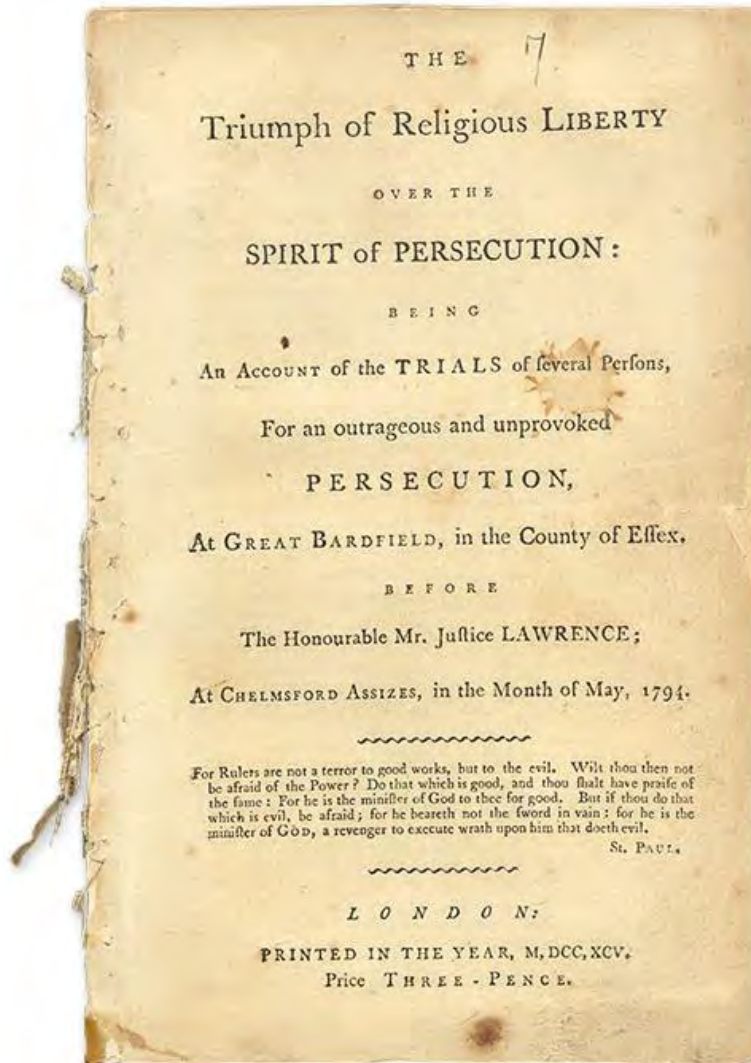 THE 7
Triumph of Religious LIBERTY
OVER THE
SPIRIT of PERSECUTION:
BEING
An ACCOUNT of the TRIALS of ſeveral Perſons,
For an outrageous and unprovoked
PERSECUTION,
At GREAT BARDFIELD, in the County of Eſſex.
BEFORE
The Honourable Mr. Juſtice LAWRENCE;
At CHELMSFORD ASSIZES, in the Month of May, 1794.
For Rulers are not a terror to good works, but to the evil. Wilt thou then not
be afraid of the Power? Do that which is good, and thou ſhalt have praiſe of
the ſame: For he is the miniſter of God to thee for good. But if thou do that
which is evil, be afraid; for he beareth not the ſword in vain: for he is the
miniſter of GOD, a revenger to execute wrath upon him that doeth evil.
St. PAUL.
LONDON:
PRINTED IN THE YEAR, M,DCC,XCV.
Price THREE-PENCE.